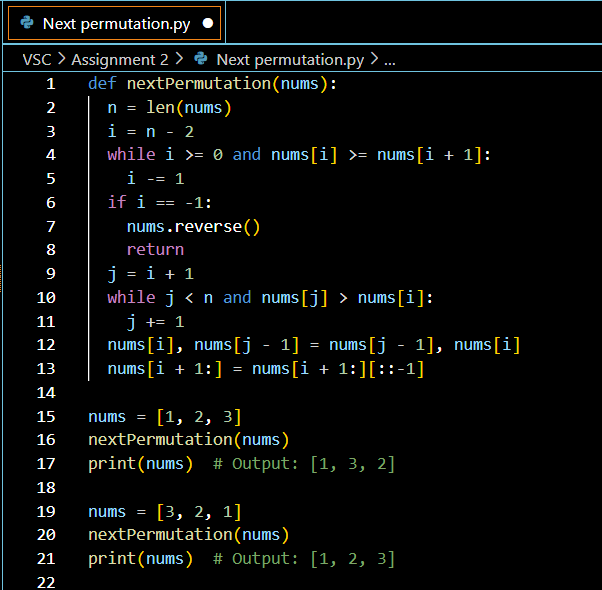 Next permutation.py
VSC > Assignment 2 > Next permutation.py > ...
1 def nextPermutation(nums):
2   n = len(nums)
3   i = n - 2
4   while i >= 0 and nums[i] >= nums[i + 1]:
5     i -= 1
6   if i == -1:
7     nums.reverse()
8     return
9   j = i + 1
10   while j < n and nums[j] > nums[i]:
11     j += 1
12   nums[i], nums[j - 1] = nums[j - 1], nums[i]
13   nums[i + 1:] = nums[i + 1:][::-1]
14
15 nums = [1, 2, 3]
16 nextPermutation(nums)
17 print(nums)  # Output: [1, 3, 2]
18
19 nums = [3, 2, 1]
20 nextPermutation(nums)
21 print(nums)  # Output: [1, 2, 3]
22